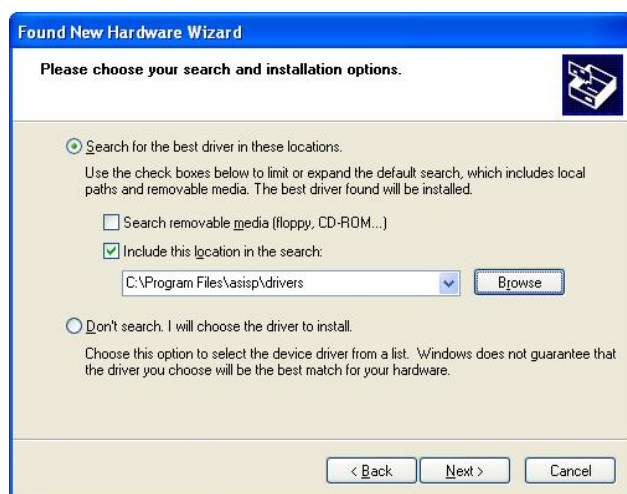 Found New Hardware Wizard
Please choose your search and installation options.
Search for the best driver in these locations.
Use the check boxes below to limit or expand the default search, which includes local
paths and removable media. The best driver found will be installed.
Search removable media (floppy, CD-ROM...)
Include this location in the search:
C:\Program Files\asisp\drivers
Browse
Don't search. I will choose the driver to install.
Choose this option to select the device driver from a list. Windows does not guarantee that
the driver you choose will be the best match for your hardware.
< Back
Next >
Cancel